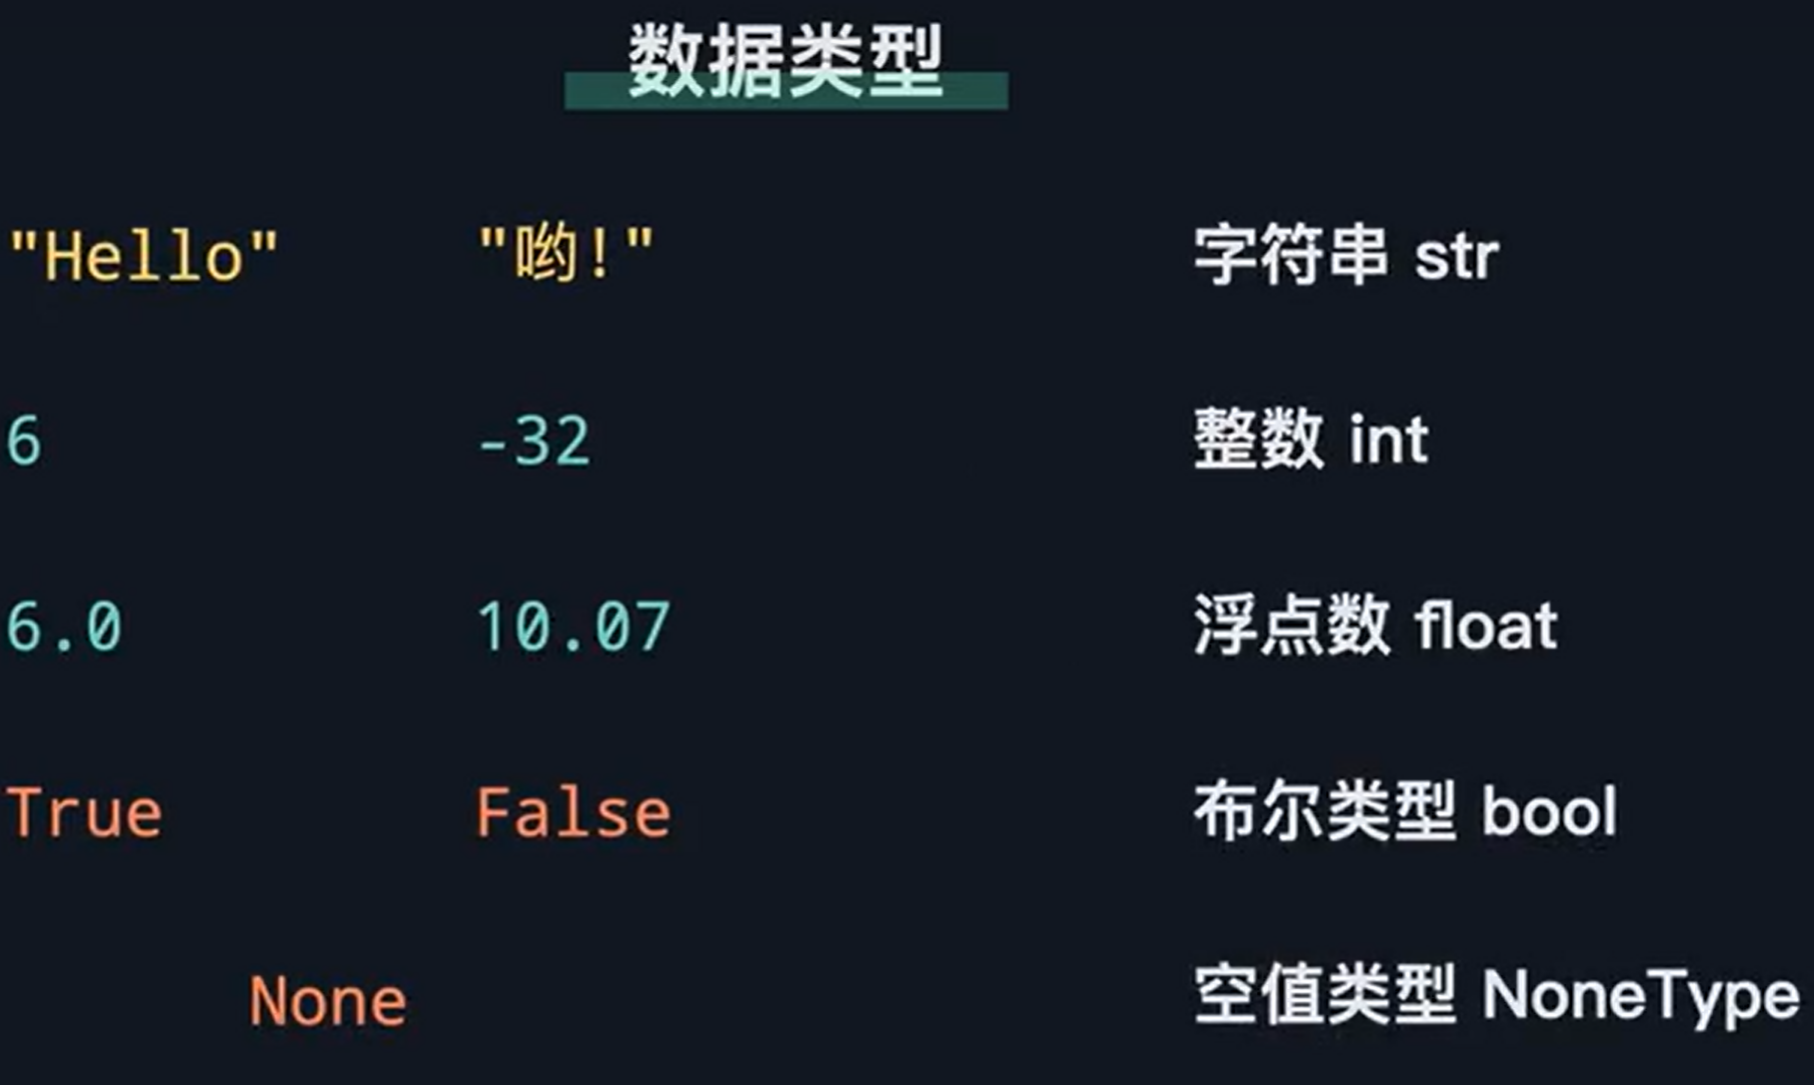 数据类型
"Hello" "哟!" 字符串 str
6 -32 整数 int
6.0 10.07 浮点数 float
True False 布尔类型 bool
None 空值类型 NoneType